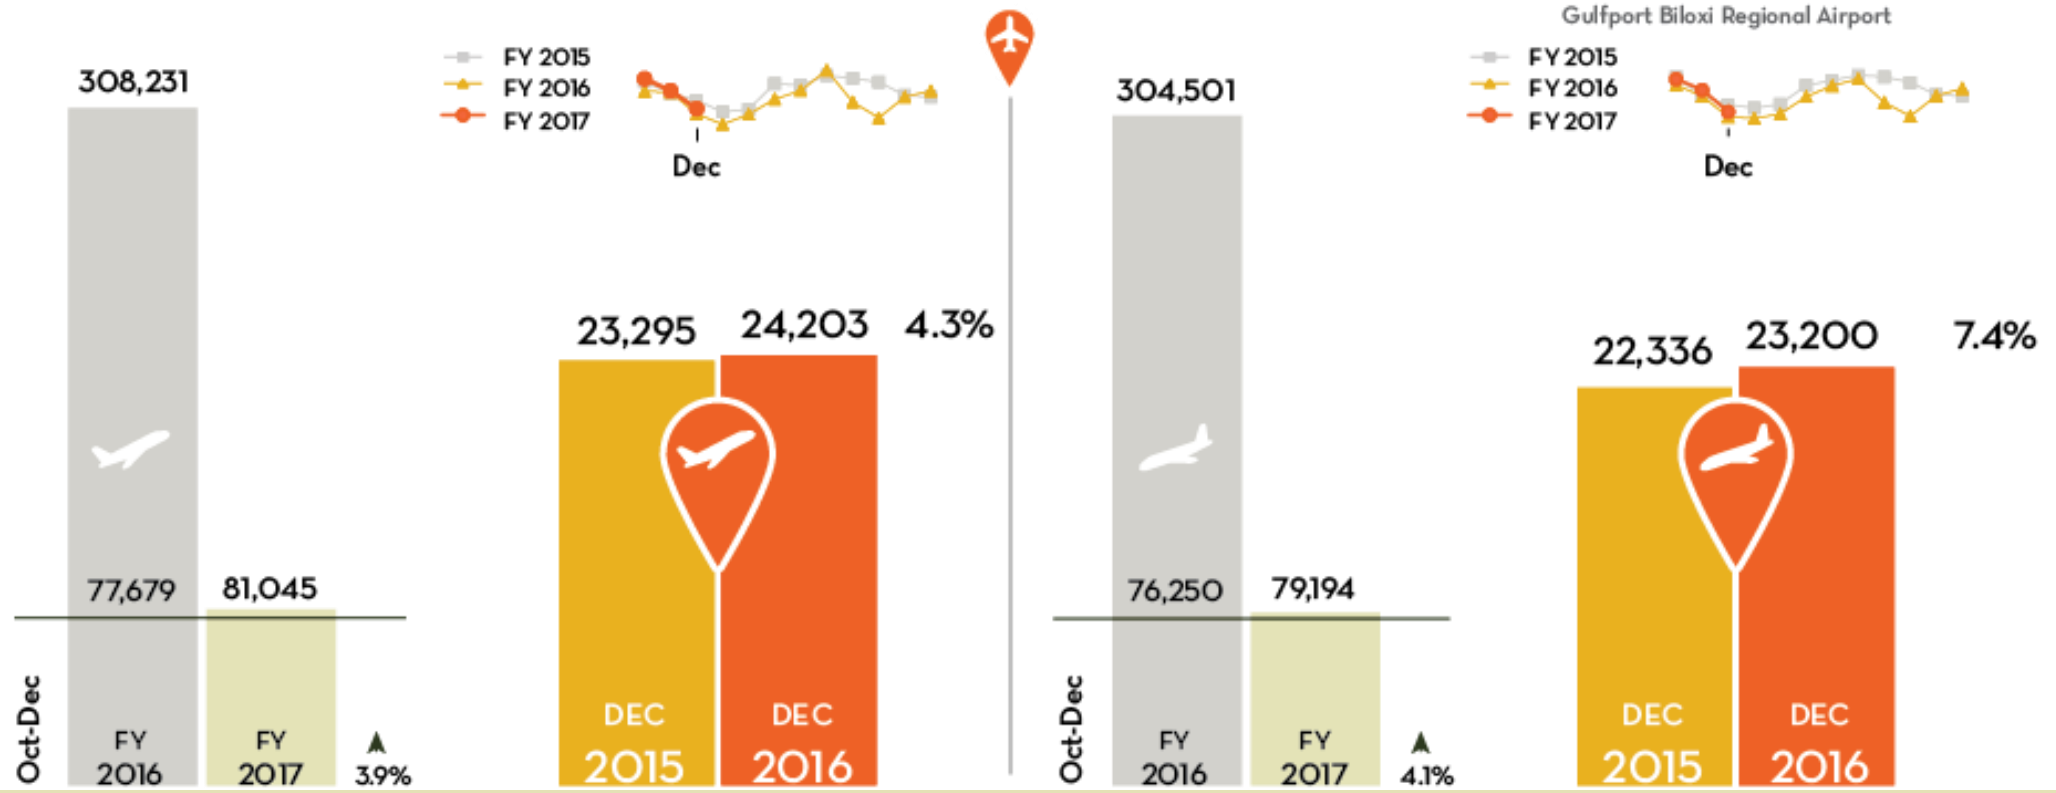 308,231
FY 2015
FY 2016
FY 2017
Dec
77,679
81,045
Oct-Dec
FY
2016
FY
2017
3.9%
23,295
24,203
4.3%
DEC
2015
DEC
2016
Gulfport Biloxi Regional Airport
304,501
FY 2015
FY 2016
FY 2017
Dec
76,250
79,194
Oct-Dec
FY
2016
FY
2017
4.1%
22,336
23,200
7.4%
DEC
2015
DEC
2016